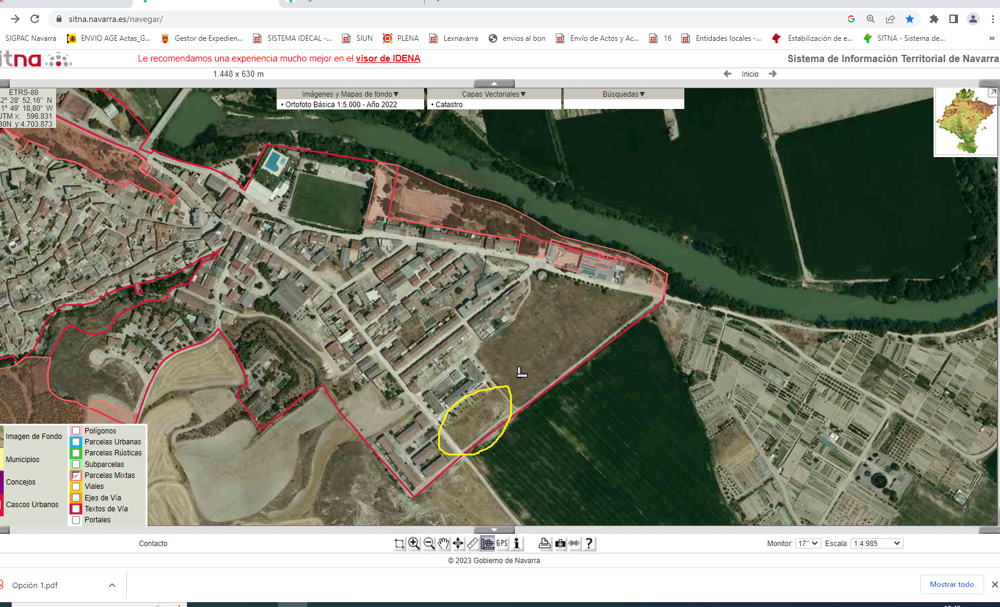 sitna.navarra.es/navegar/
SIGPAC Navarra ENVIO AGE Actas_G... Gestor de Expedien... SISTEMA IDECAL -... SIUN PLENA Lexnavarra envios al bon Envío de Actos y Ac... 16 Entidades locales -... Estabilización de e... SITNA - Sistema de... »
itna Le recomendamos una experiencia mucho mejor en el visor de IDENA Sistema de Información Territorial de Navarra
1.448 x 630 m Inicio
ETRS-89
2º 28' 52,16" N
1º 49' 18,80" W
UTM x: 596.831
30N y:4.703.873
Imágenes y Mapas de fondo▼ Capas Vectoriales▼ Búsquedas▼
• Ortofoto Básica 1:5.000 - Año 2022 • Catastro
Imagen de Fondo
Municipios
Concejos
Cascos Urbanos
Polígonos
Parcelas Urbanas
Parcelas Rústicas
Subparcelas
Parcelas Mixtas
Viales
Ejes de Vía
Textos de Vía
Portales
Contacto GPS i ? Monitor: 17" Escala: 1:4.985
© 2023 Gobierno de Navarra
Opción 1.pdf Mostrar todo